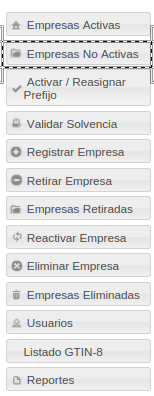 Empresas Activas
Empresas No Activas
Activar / Reasignar
Prefijo
Validar Solvencia
Registrar Empresa
Retirar Empresa
Empresas Retiradas
Reactivar Empresa
Eliminar Empresa
Empresas Eliminadas
Usuarios
Listado GTIN-8
Reportes